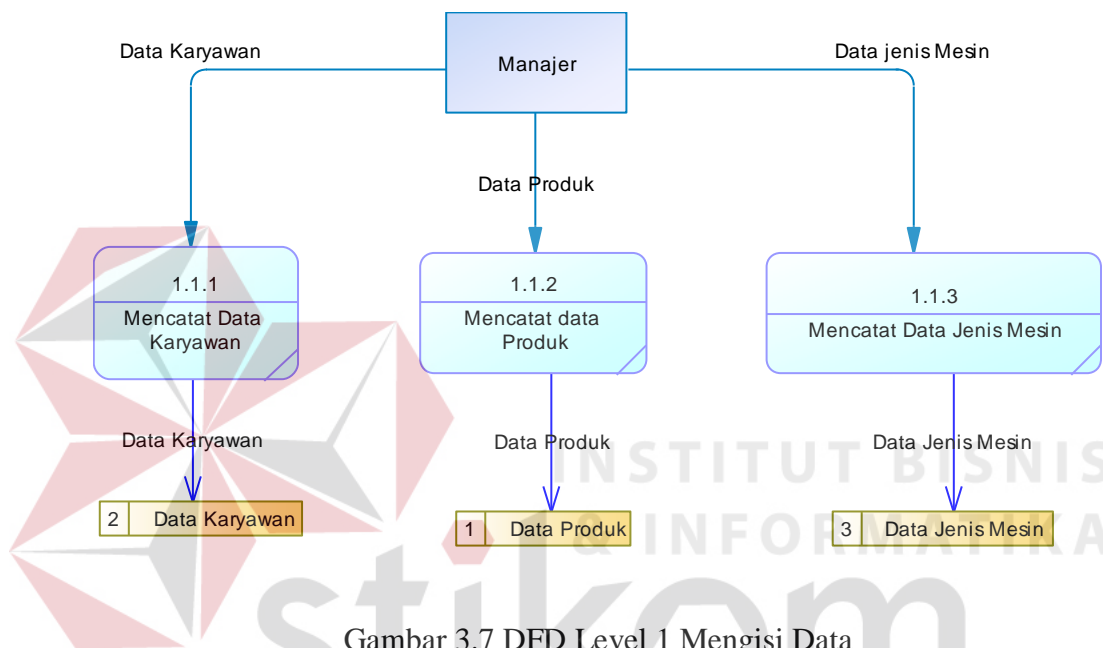 Data Karyawan
Manajer
Data jenis Mesin
Data Produk
1.1.1
Mencatat Data
Karyawan
1.1.2
Mencatat data
Produk
1.1.3
Mencatat Data Jenis Mesin
Data Karyawan
Data Produk
Data Jenis Mesin
2 Data Karyawan
1 Data Produk
3 Data Jenis Mesin
INSTITUT BISNIS
& INFORMATIKA
stikom
Gambar 3.7 DFD Level 1 Mengisi Data